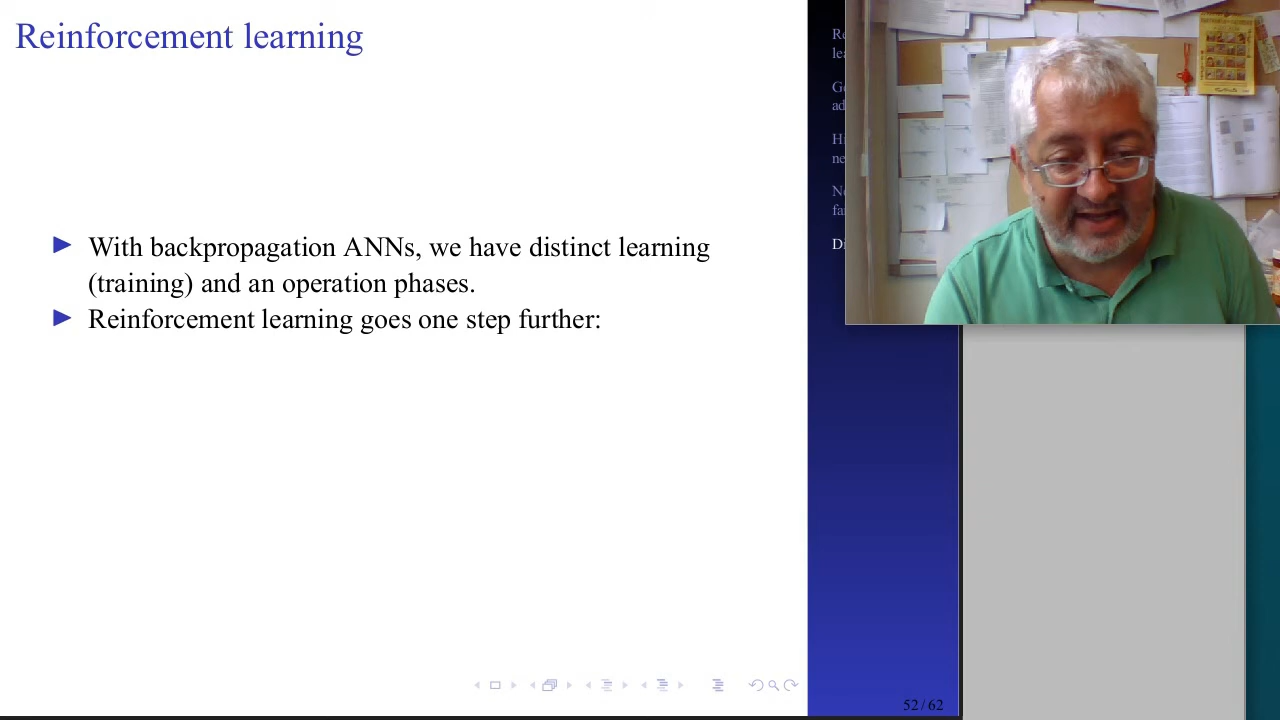 Reinforcement learning
With backpropagation ANNs, we have distinct learning
(training) and an operation phases.
Reinforcement learning goes one step further:
52 / 62